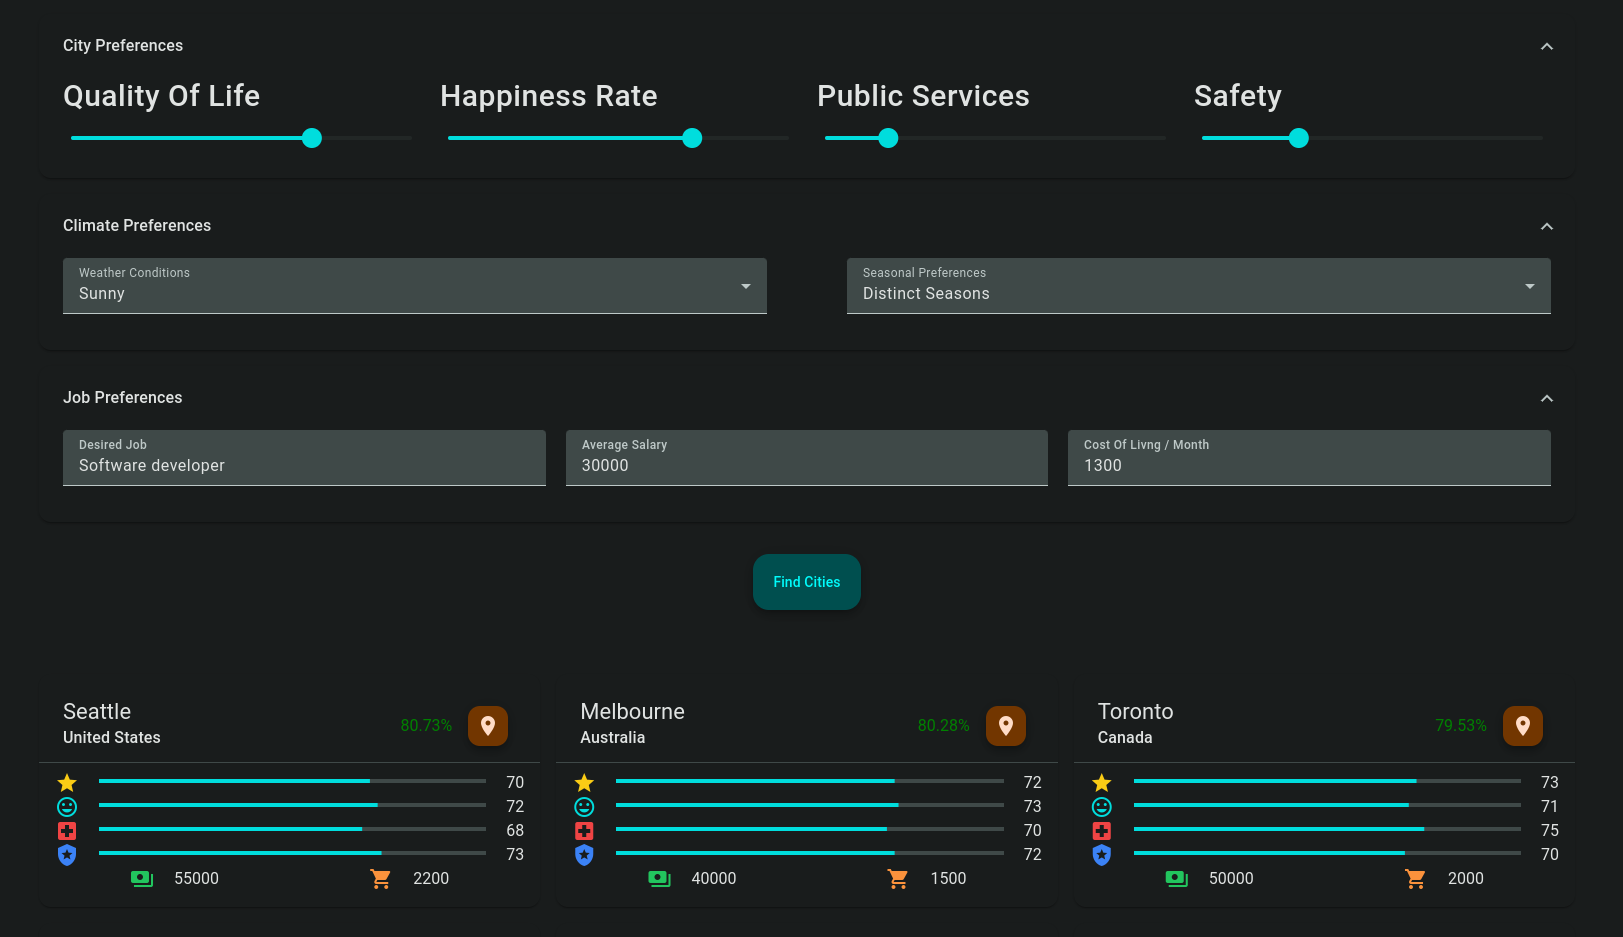 City Preferences
Quality Of Life
Happiness Rate
Public Services
Safety
Climate Preferences
Weather Conditions
Sunny
Seasonal Preferences
Distinct Seasons
Job Preferences
Desired Job
Software developer
Average Salary
30000
Cost Of Livng / Month
1300
Find Cities
Seattle
United States
80.73%
70
72
68
73
55000
2200
Melbourne
Australia
80.28%
72
73
70
72
40000
1500
Toronto
Canada
79.53%
73
71
75
70
50000
2000